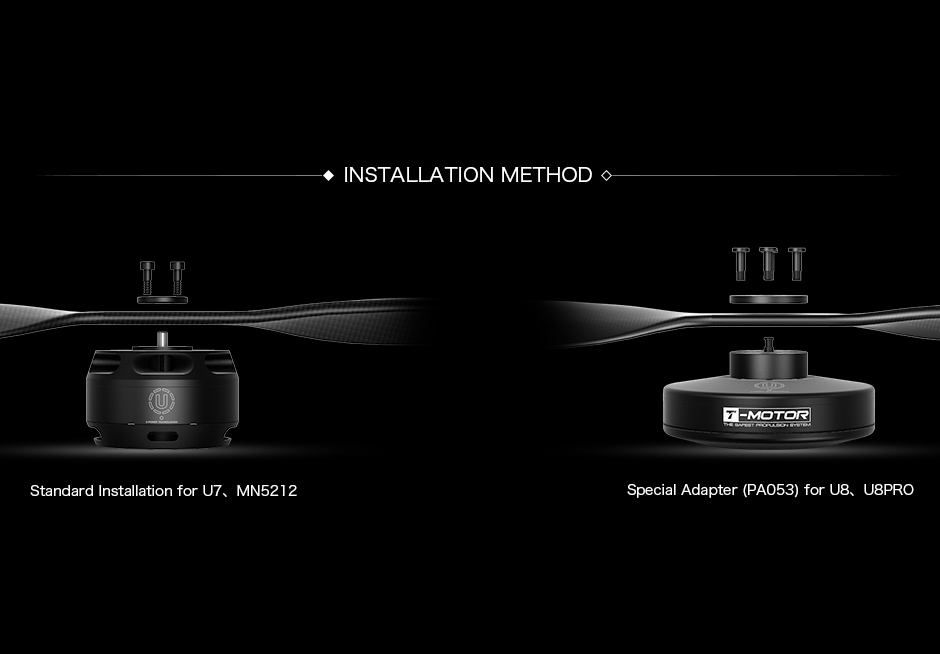 INSTALLATION METHOD
U
T-MOTOR
THE SAFEST PROPULSION SYSTEM
Standard Installation for U7、MN5212
Special Adapter (PA053) for U8、U8PRO